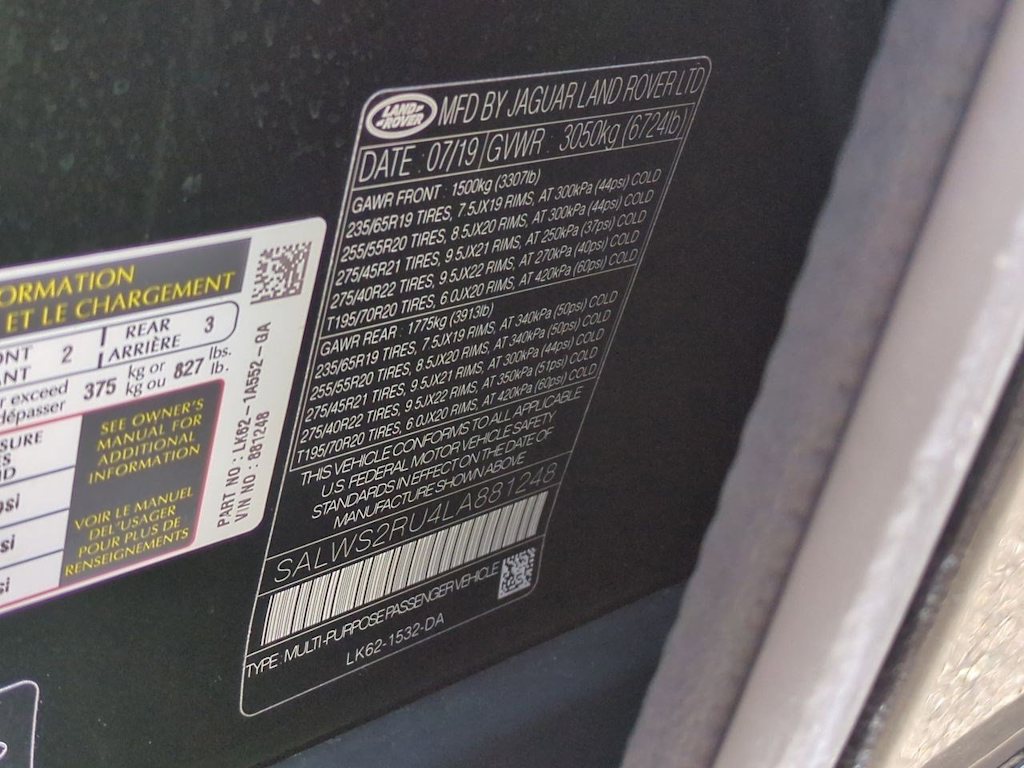 ORMATION
ET LE CHARGEMENT
REAR 3
ARRIÈRE
ONT 2
ANT
r exceed 375 kg or 827 lbs.
dépasser kg ou lb.
SURE
SEE OWNER'S
MANUAL FOR
ADDITIONAL
INFORMATION
VOIR LE MANUEL
DE L'USAGER
POUR PLUS DE
RENSEIGNEMENTS
PART NO : LK62-1A552-GA
VIN NO : 881248
LAND ROVER
MFD BY JAGUAR LAND ROVER LTD
DATE : 07/19 GVWR : 3050kg (6724lb)
GAWR FRONT : 1500kg (3307lb)
235/65R19 TIRES, 7.5JX19 RIMS, AT 300kPa (44psi) COLD
255/55R20 TIRES, 8.5JX20 RIMS, AT 300kPa (44psi) COLD
275/45R21 TIRES, 9.5JX21 RIMS, AT 250kPa (37psi) COLD
275/40R22 TIRES, 9.5JX22 RIMS, AT 270kPa (40psi) COLD
T195/70R20 TIRES, 6.0JX20 RIMS, AT 420kPa (60psi) COLD
GAWR REAR : 1775kg (3913lb)
235/65R19 TIRES, 7.5JX19 RIMS, AT 340kPa (50psi) COLD
255/55R20 TIRES, 8.5JX20 RIMS, AT 340kPa (50psi) COLD
275/45R21 TIRES, 9.5JX21 RIMS, AT 300kPa (44psi) COLD
275/40R22 TIRES, 9.5JX22 RIMS, AT 350kPa (51psi) COLD
T195/70R20 TIRES, 6.0JX20 RIMS, AT 420kPa (60psi) COLD
THIS VEHICLE CONFORMS TO ALL APPLICABLE
U.S. FEDERAL MOTOR VEHICLE SAFETY
STANDARDS IN EFFECT ON THE DATE OF
MANUFACTURE SHOWN ABOVE
SALWS2RU4LA881248
TYPE: MULTI-PURPOSE PASSENGER VEHICLE
LK62-1532-DA